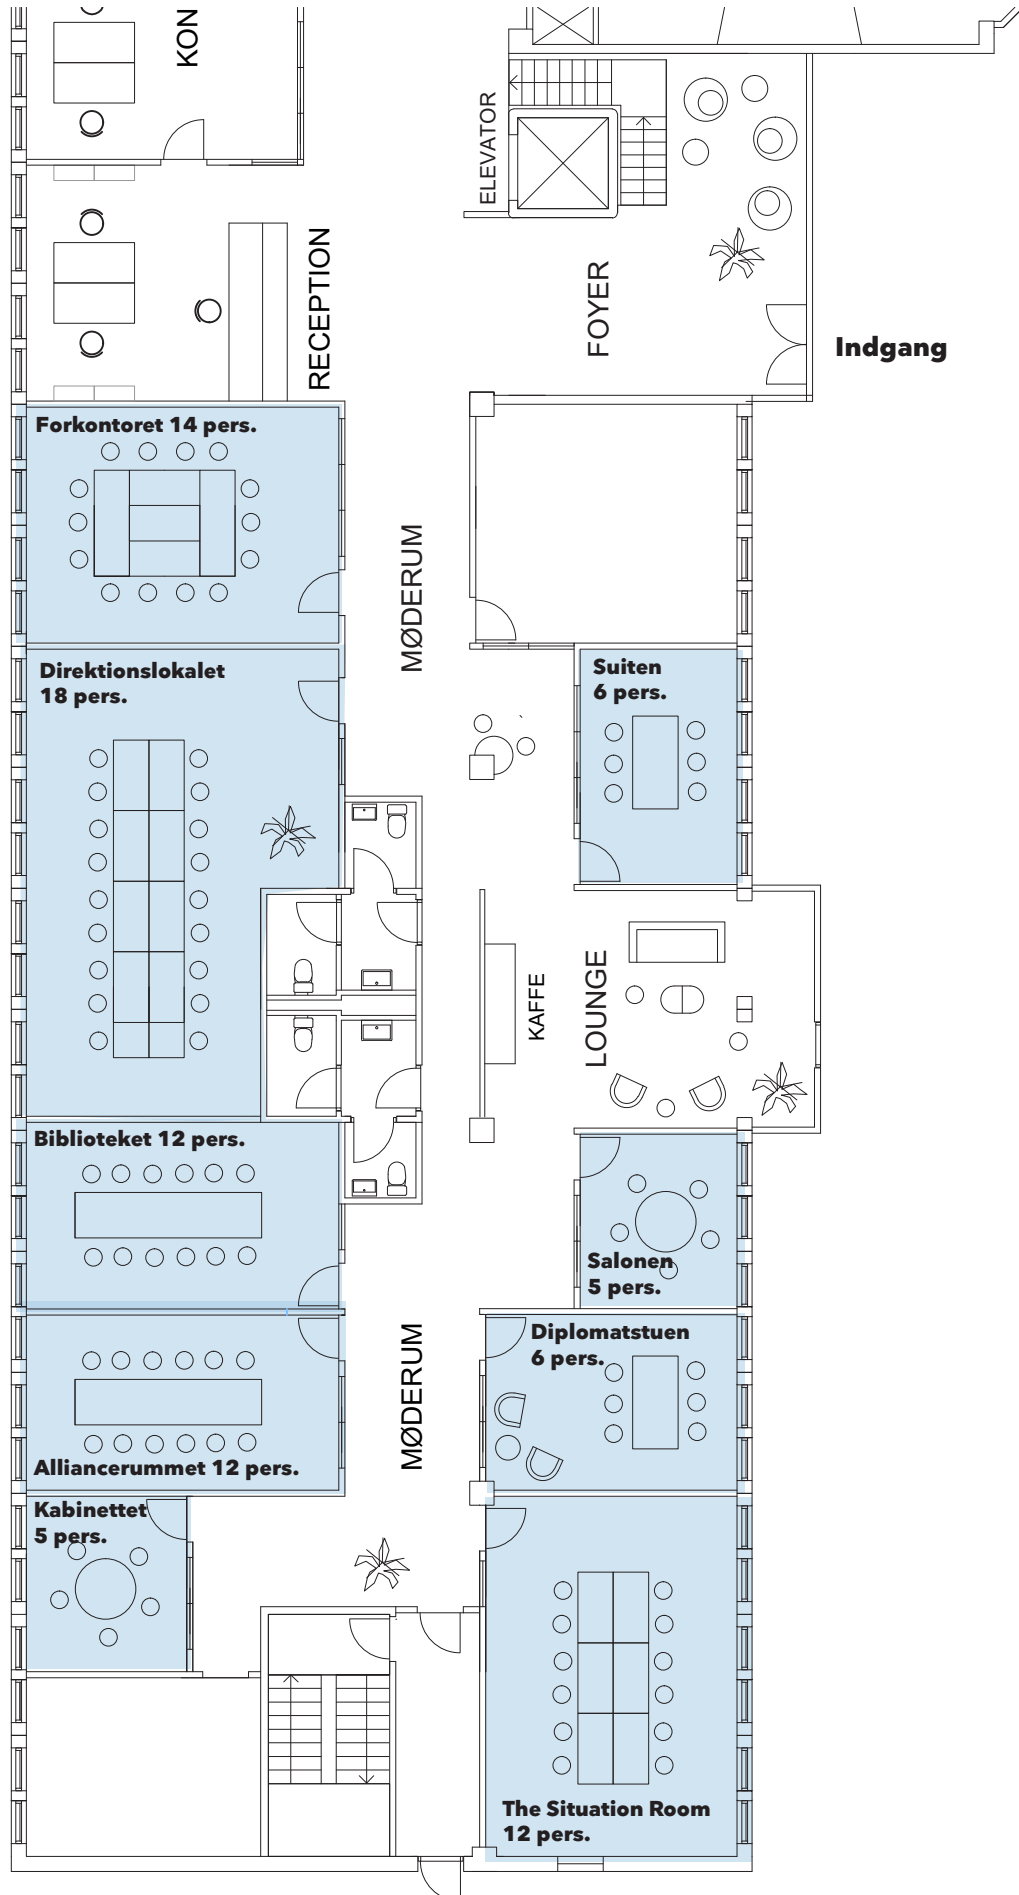 KON
ELEVATOR
RECEPTION
FOYER
Indgang
Forkontoret 14 pers.
MØDERUM
Direktionslokalet
18 pers.
Suiten
6 pers.
KAFFE
LOUNGE
Biblioteket 12 pers.
Salonen
5 pers.
MØDERUM
Diplomatstuen
6 pers.
Alliancerummet 12 pers.
Kabinettet
5 pers.
The Situation Room
12 pers.